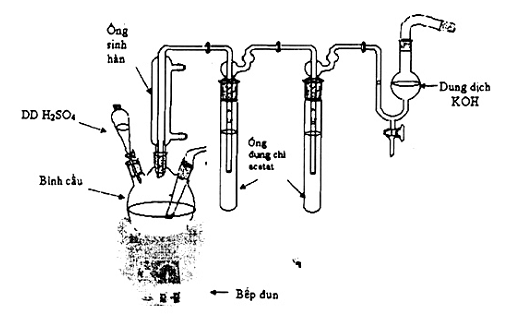 Ống
sinh
hàn
DD H₂SO₄
Bình cầu
Ống
đựng chì
acetat
Dung dịch
KOH
Bếp đun